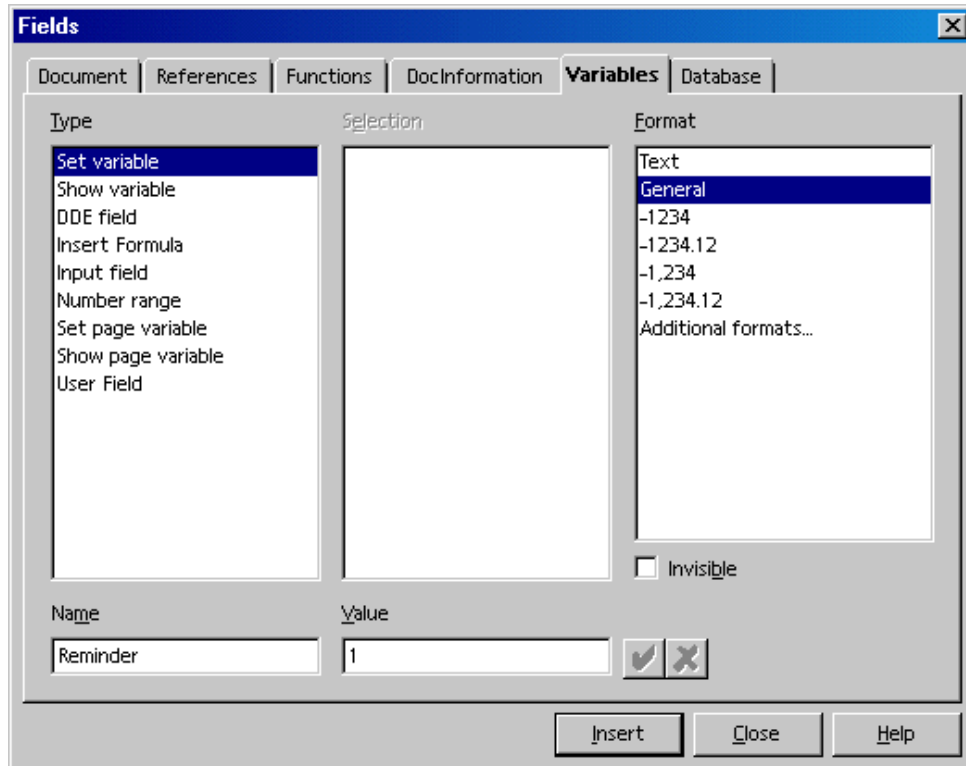 Fields
Document References Functions DocInformation Variables Database
Type Selection Format
Set variable Text
Show variable General
DDE field -1234
Insert Formula -1234.12
Input field -1,234
Number range -1,234.12
Set page variable Additional formats...
Show page variable
User Field
Invisible
Name Value
Reminder 1
Insert Close Help